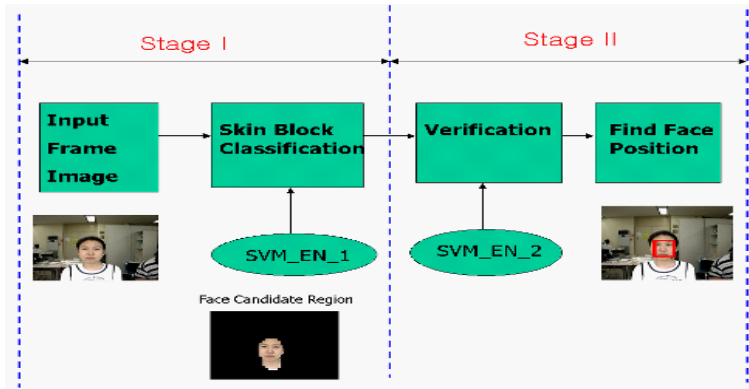 Stage I
Stage II
Input
Frame
Image
Skin Block
Classification
Verification
Find Face
Position
SVM_EN_1
SVM_EN_2
Face Candidate Region